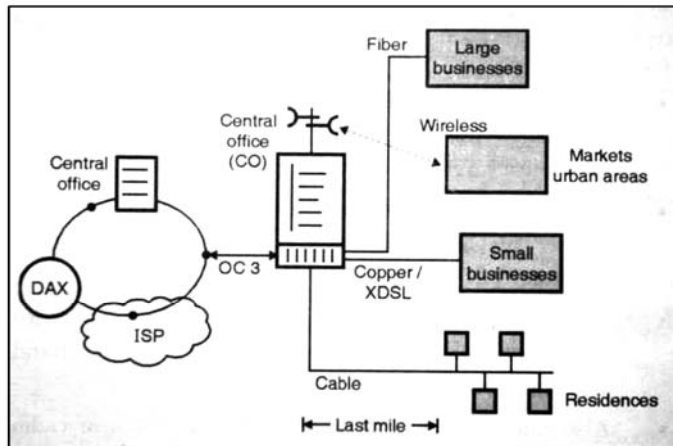 Fiber
Large
businesses
Central
office
(CO)
Wireless
Markets
urban areas
Central
office
DAX
OC 3
ISP
Copper /
XDSL
Small
businesses
Cable
Residences
Last mile